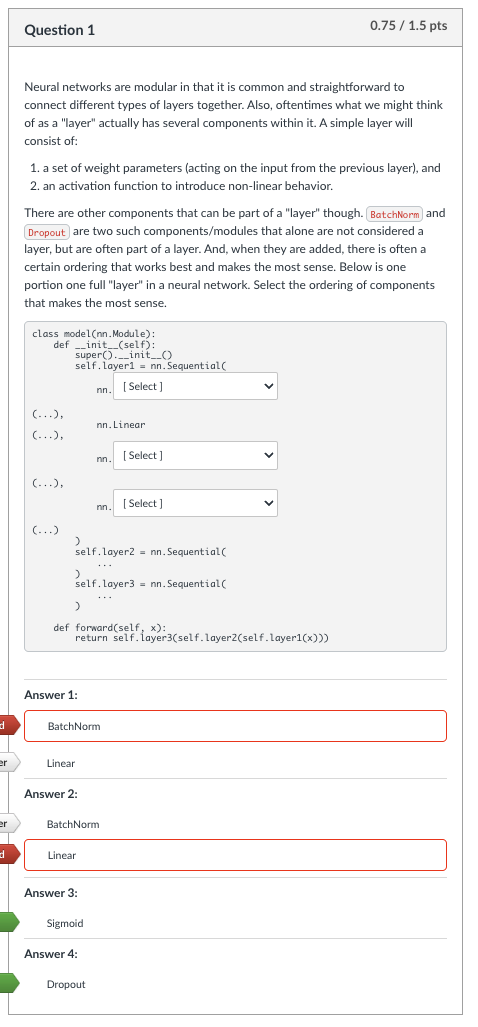 Question 1
0.75 / 1.5 pts
Neural networks are modular in that it is common and straightforward to
connect different types of layers together. Also, oftentimes what we might think
of as a "layer" actually has several components within it. A simple layer will
consist of:
1. a set of weight parameters (acting on the input from the previous layer), and
2. an activation function to introduce non-linear behavior.
There are other components that can be part of a "layer" though. BatchNorm and
Dropout are two such components/modules that alone are not considered a
layer, but are often part of a layer. And, when they are added, there is often a
certain ordering that works best and makes the most sense. Below is one
portion one full "layer" in a neural network. Select the ordering of components
that makes the most sense.
class model(nn.Module):
def __init__(self):
super().__init__()
self.layer1 = nn.Sequential(
nn. [ Select ]
(...),
nn.Linear
(...),
nn. [ Select ]
(...),
nn. [ Select ]
(...)
)
self.layer2 = nn.Sequential(
...
)
self.layer3 = nn.Sequential(
...
)
def forward(self, x):
return self.layer3(self.layer2(self.layer1(x)))
Answer 1:
d
BatchNorm
er
Linear
Answer 2:
er
BatchNorm
d
Linear
Answer 3:
Sigmoid
Answer 4:
Dropout